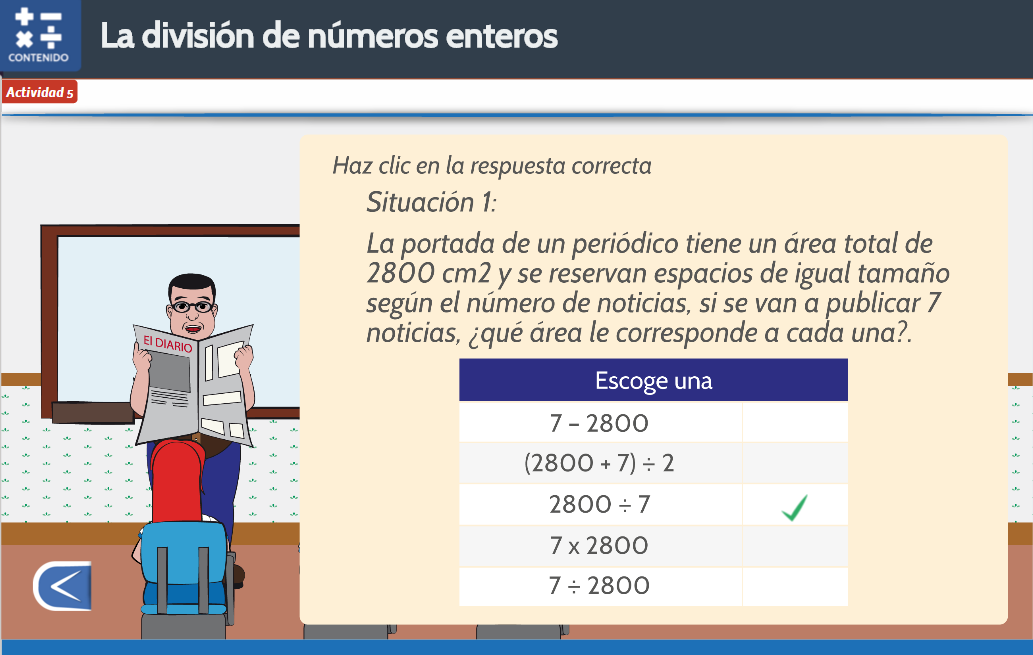 CONTENIDO
La división de números enteros
Actividad 5
Haz clic en la respuesta correcta
Situación 1:
La portada de un periódico tiene un área total de
2800 cm2 y se reservan espacios de igual tamaño
según el número de noticias, si se van a publicar 7
noticias, ¿qué área le corresponde a cada una?.
El DIARIO
Escoge una
7 – 2800
(2800 + 7) ÷ 2
2800 ÷ 7
7 x 2800
7 ÷ 2800